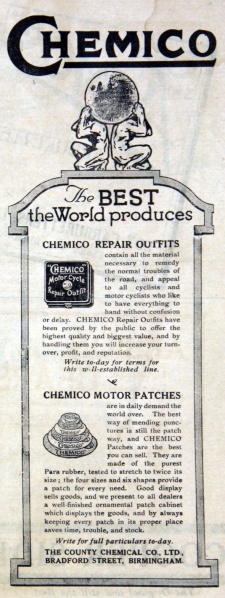 CHEMICO
The BEST
the World produces
CHEMICO REPAIR OUTFITS
contain all the material
necessary to remedy
the normal troubles of
the road, and appeal
to all cyclists and
motor cyclists who like
to have everything to
hand without confusion
or delay. CHEMICO Repair Outfits have
been proved by the public to offer the
highest quality and biggest value, and by
handling them you will increase your turn-
over, profit, and reputation.
"CHEMICO"
Motor Cycle
Repair Outfit
Write to-day for terms for
this w-ll-established line.
CHEMICO MOTOR PATCHES
are in daily demand the
world over. The best
way of mending punc-
tures is still the patch
way, and CHEMICO
Patches are the best
you can sell. They
are made of the purest
Para rubber, tested to stretch to twice its
size; the four sizes and six shapes provide
a patch for every need. Good display
sells goods, and we present to all dealers
a well-finished ornamental patch cabinet
which displays the goods, and by always
keeping every patch in its proper place
saves time, trouble, and stock.
CHEMICO
Write for full particulars to-day.
THE COUNTY CHEMICAL CO., LTD.,
BRADFORD STREET, BIRMINGHAM.